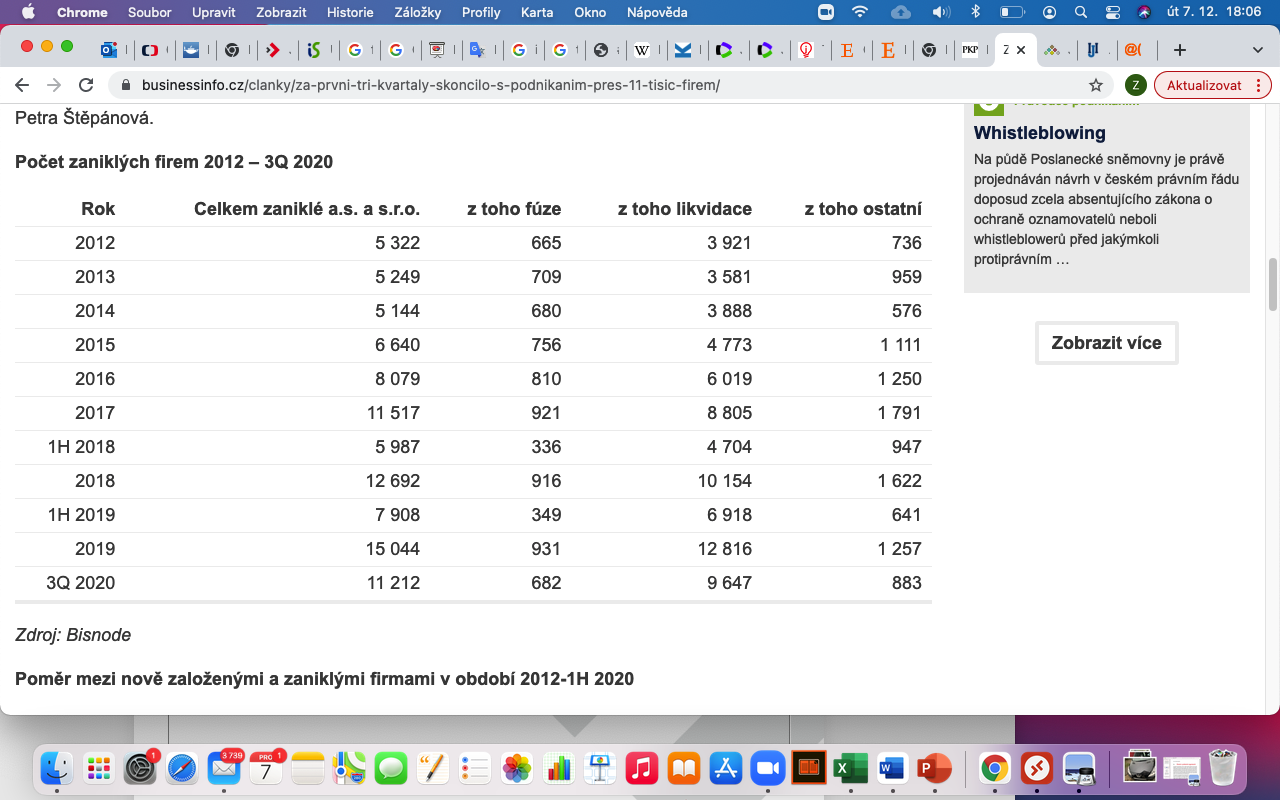 Chrome Soubor Upravit Zobrazit Historie Záložky Profily Karta Okno Nápověda út 7. 12. 18:06
businessinfo.cz/clanky/za-prvni-tri-kvartaly-skoncilo-s-podnikanim-pres-11-tisic-firem/ Z Aktualizovat
Petra Štěpánová.
Počet zaniklých firem 2012 – 3Q 2020
Rok Celkem zaniklé a.s. a s.r.o. z toho fúze z toho likvidace z toho ostatní
2012 5 322 665 3 921 736
2013 5 249 709 3 581 959
2014 5 144 680 3 888 576
2015 6 640 756 4 773 1 111
2016 8 079 810 6 019 1 250
2017 11 517 921 8 805 1 791
1H 2018 5 987 336 4 704 947
2018 12 692 916 10 154 1 622
1H 2019 7 908 349 6 918 641
2019 15 044 931 12 816 1 257
3Q 2020 11 212 682 9 647 883
Zdroj: Bisnode
Poměr mezi nově založenými a zaniklými firmami v období 2012-1H 2020
Whistleblowing
Na půdě Poslanecké sněmovny je právě
projednáván návrh v českém právním řádu
doposud zcela absentujícího zákona o
ochraně oznamovatelů neboli
whistleblowerů před jakýmkoli
protiprávním …
Zobrazit více
1 3 739 PRO 7 1